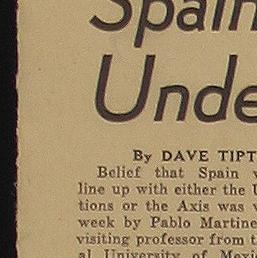 Spain
Unde
By DAVE TIPT
Belief that Spain w
line up with either the U
tions or the Axis was v
week by Pablo Martine
visiting professor from t
al University of Mexi